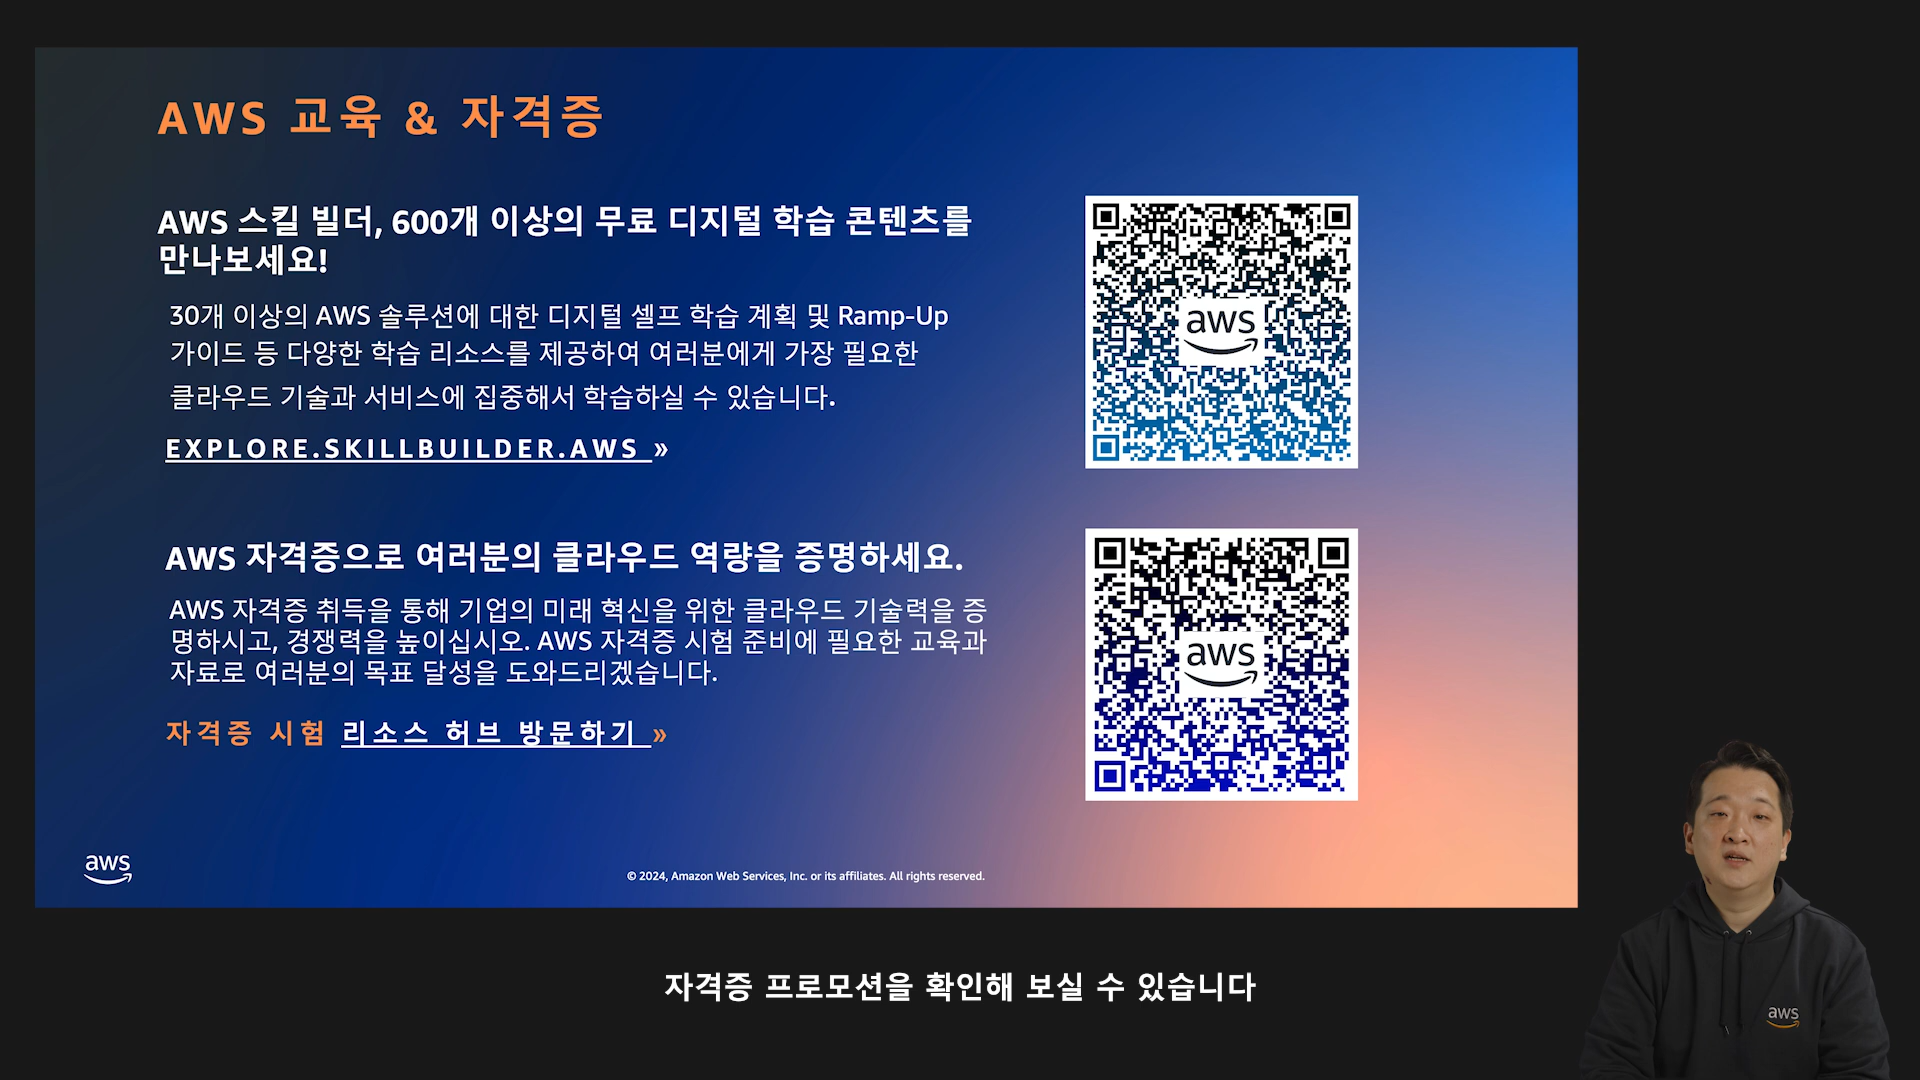 AWS 교육 & 자격증
AWS 스킬 빌더, 600개 이상의 무료 디지털 학습 콘텐츠를
만나보세요!
30개 이상의 AWS 솔루션에 대한 디지털 셀프 학습 계획 및 Ramp-Up
가이드 등 다양한 학습 리소스를 제공하여 여러분에게 가장 필요한
클라우드 기술과 서비스에 집중해서 학습하실 수 있습니다.
EXPLORE.SKILLBUILDER.AWS »
aws
AWS 자격증으로 여러분의 클라우드 역량을 증명하세요.
AWS 자격증 취득을 통해 기업의 미래 혁신을 위한 클라우드 기술력을 증
명하시고, 경쟁력을 높이십시오. AWS 자격증 시험 준비에 필요한 교육과
자료로 여러분의 목표 달성을 도와드리겠습니다.
자격증 시험 리소스 허브 방문하기 »
aws
aws
© 2024, Amazon Web Services, Inc. or its affiliates. All rights reserved.
자격증 프로모션을 확인해 보실 수 있습니다
aws